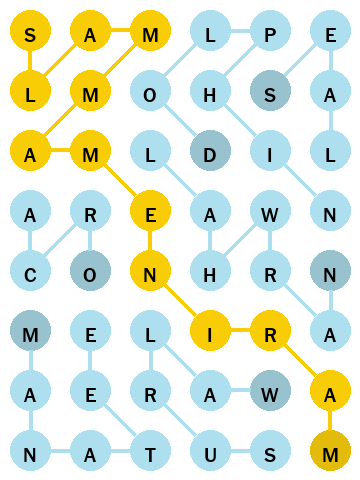 S A M L P E
L M O H S A
A M L D I L
A R E A W N
C O N H R N
M E L I R A
A E R A W A
N A T U S M